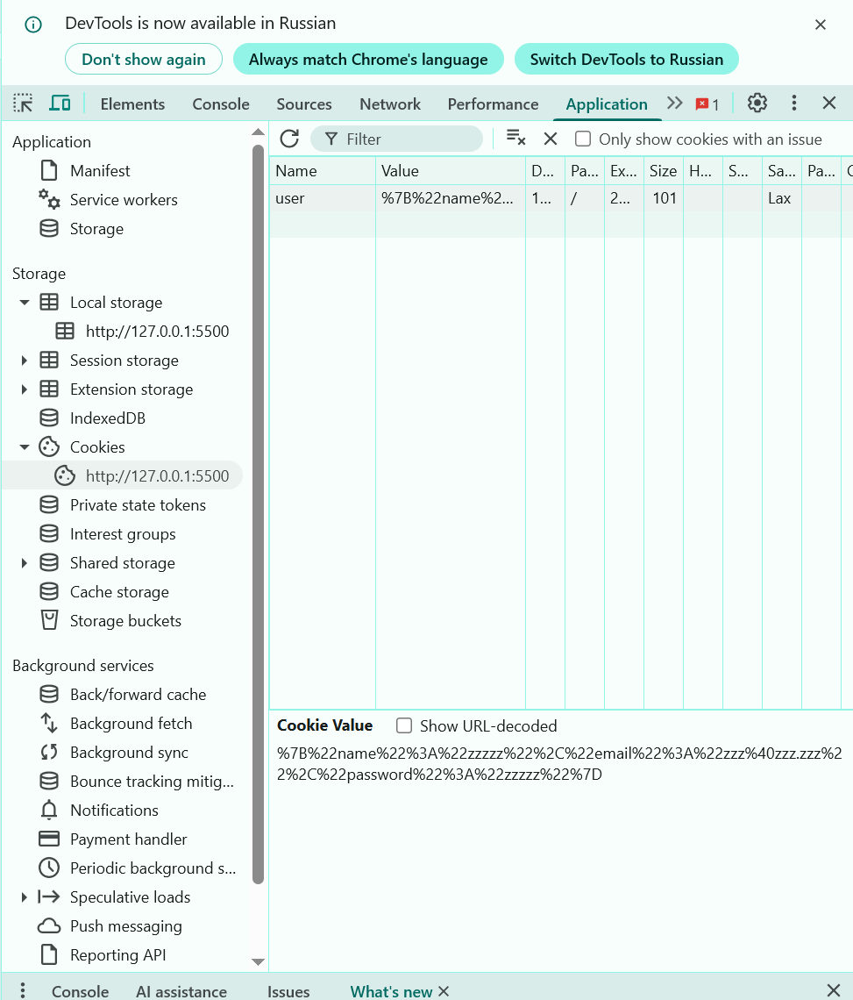 DevTools is now available in Russian
Don't show again
Always match Chrome's language
Switch DevTools to Russian
Elements
Console
Sources
Network
Performance
Application
1
Application
Manifest
Service workers
Storage
Storage
Local storage
http://127.0.0.1:5500
Session storage
Extension storage
IndexedDB
Cookies
http://127.0.0.1:5500
Private state tokens
Interest groups
Shared storage
Cache storage
Storage buckets
Background services
Back/forward cache
Background fetch
Background sync
Bounce tracking mitig...
Notifications
Payment handler
Periodic background s...
Speculative loads
Push messaging
Reporting API
Filter
Only show cookies with an issue
Name Value D... Pa... Ex... Size H... S... Sa... Pa...
user %7B%22name%2... 1... / 2... 101 Lax
Cookie Value Show URL-decoded
%7B%22name%22%3A%22zzzzz%22%2C%22email%22%3A%22zzz%40zzz.zzz%2
2%2C%22password%22%3A%22zzzzz%22%7D
Console
AI assistance
Issues
What's new